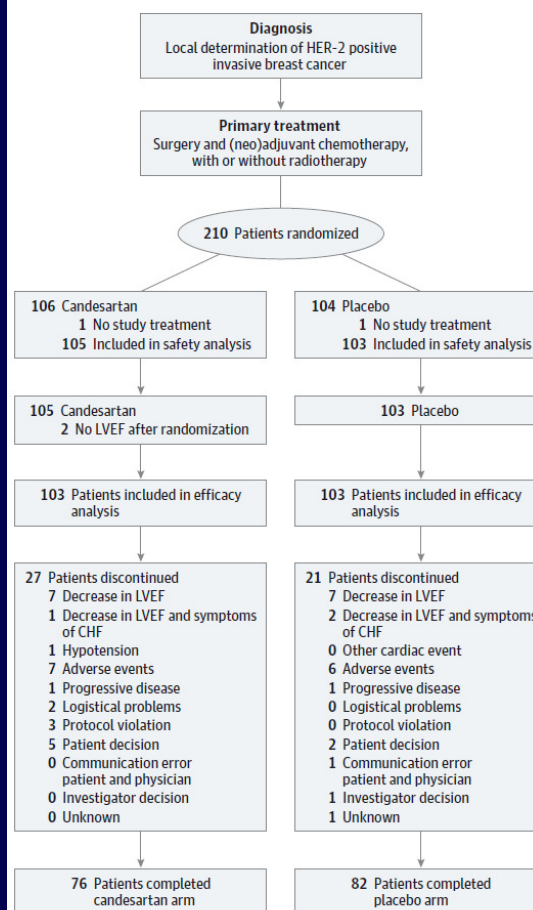 Diagnosis
Local determination of HER-2 positive
invasive breast cancer
Primary treatment
Surgery and (neo)adjuvant chemotherapy,
with or without radiotherapy
210 Patients randomized
106 Candesartan
1 No study treatment
105 Included in safety analysis
104 Placebo
1 No study treatment
103 Included in safety analysis
105 Candesartan
2 No LVEF after randomization
103 Placebo
103 Patients included in efficacy
analysis
103 Patients included in efficacy
analysis
27 Patients discontinued
7 Decrease in LVEF
1 Decrease in LVEF and symptoms
of CHF
1 Hypotension
7 Adverse events
1 Progressive disease
2 Logistical problems
3 Protocol violation
5 Patient decision
0 Communication error
patient and physician
0 Investigator decision
0 Unknown
21 Patients discontinued
7 Decrease in LVEF
2 Decrease in LVEF and symptoms
of CHF
0 Other cardiac event
6 Adverse events
1 Progressive disease
0 Logistical problems
0 Protocol violation
2 Patient decision
1 Communication error
patient and physician
1 Investigator decision
1 Unknown
76 Patients completed
candesartan arm
82 Patients completed
placebo arm